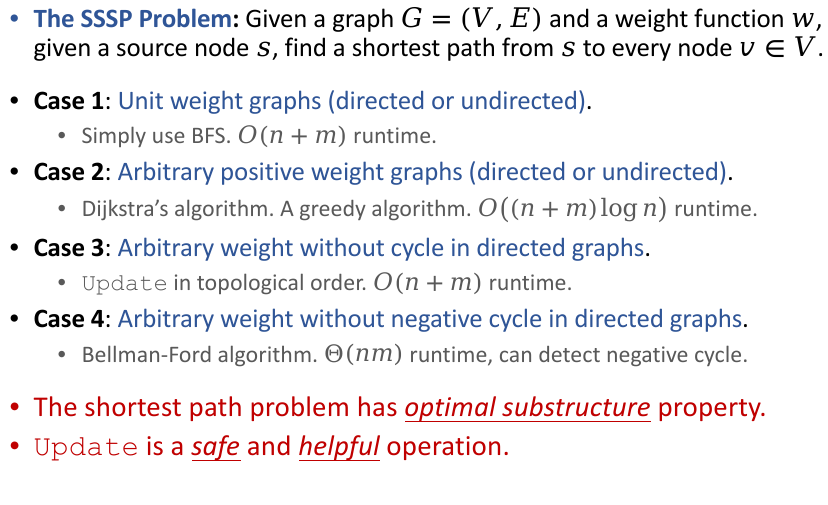 • The SSSP Problem: Given a graph G = (V, E) and a weight function w,
given a source node s, find a shortest path from s to every node v ∈ V.
• Case 1: Unit weight graphs (directed or undirected).
• Simply use BFS. O(n + m) runtime.
• Case 2: Arbitrary positive weight graphs (directed or undirected).
• Dijkstra’s algorithm. A greedy algorithm. O((n + m) log n) runtime.
• Case 3: Arbitrary weight without cycle in directed graphs.
• Update in topological order. O(n + m) runtime.
• Case 4: Arbitrary weight without negative cycle in directed graphs.
• Bellman-Ford algorithm. Θ(nm) runtime, can detect negative cycle.
• The shortest path problem has optimal substructure property.
• Update is a safe and helpful operation.